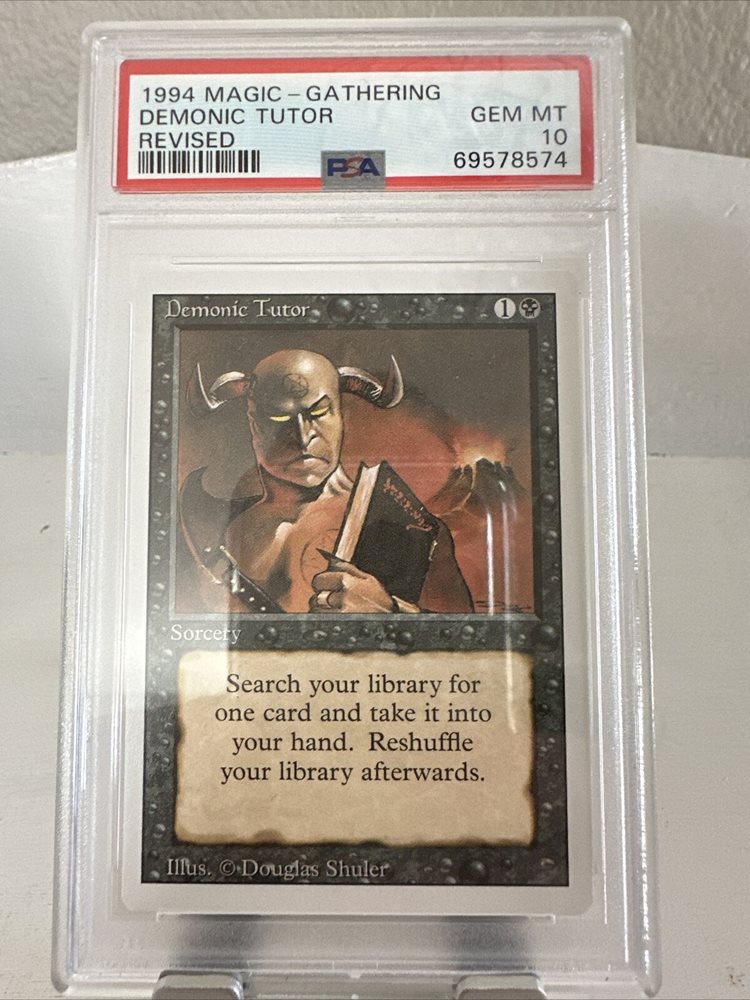 1994 MAGIC – GATHERING
DEMONIC TUTOR GEM MT
REVISED 10
PSA 69578574
Demonic Tutor 1
Sorcery
Search your library for
one card and take it into
your hand. Reshuffle
your library afterwards.
Illus. © Douglas Shuler